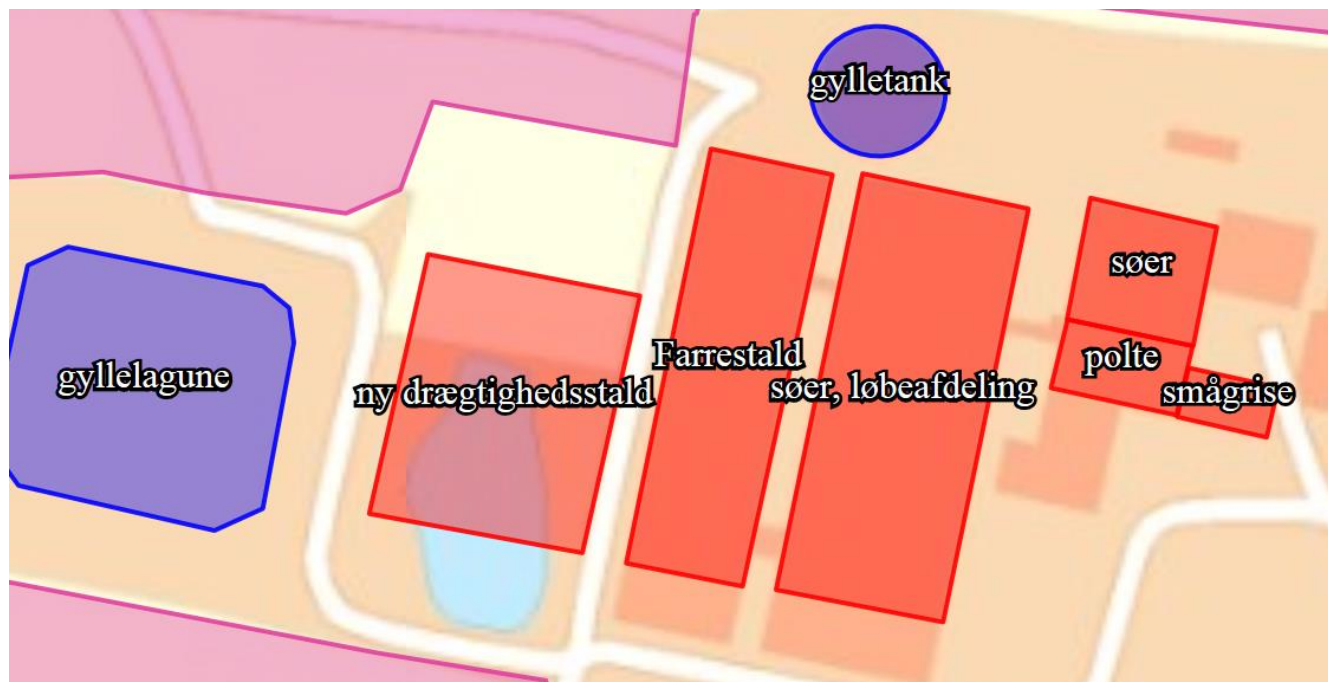 gylletank
søer
Farrestald
polte
gyllelagune
ny drægtighedsstald
søer, løbeafdeling
smågrise